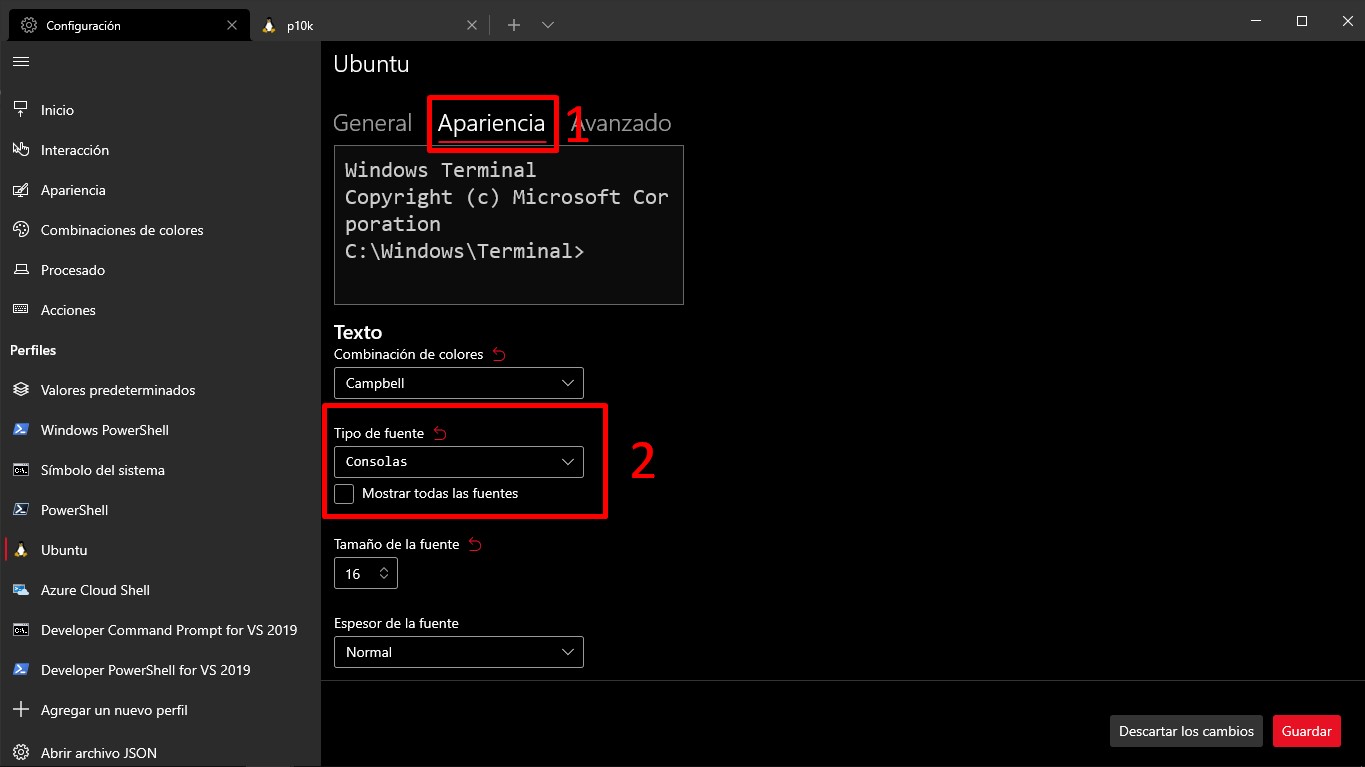 Configuración
p10k
Inicio
Interacción
Apariencia
Combinaciones de colores
Procesado
Acciones
Perfiles
Valores predeterminados
Windows PowerShell
Símbolo del sistema
PowerShell
Ubuntu
Azure Cloud Shell
Developer Command Prompt for VS 2019
Developer PowerShell for VS 2019
Agregar un nuevo perfil
Abrir archivo JSON
Ubuntu
General Apariencia 1 Avanzado
Windows Terminal
Copyright (c) Microsoft Cor
poration
C:\Windows\Terminal>
Texto
Combinación de colores
Campbell
Tipo de fuente
Consolas
2
Mostrar todas las fuentes
Tamaño de la fuente
16
Espesor de la fuente
Normal
Descartar los cambios Guardar